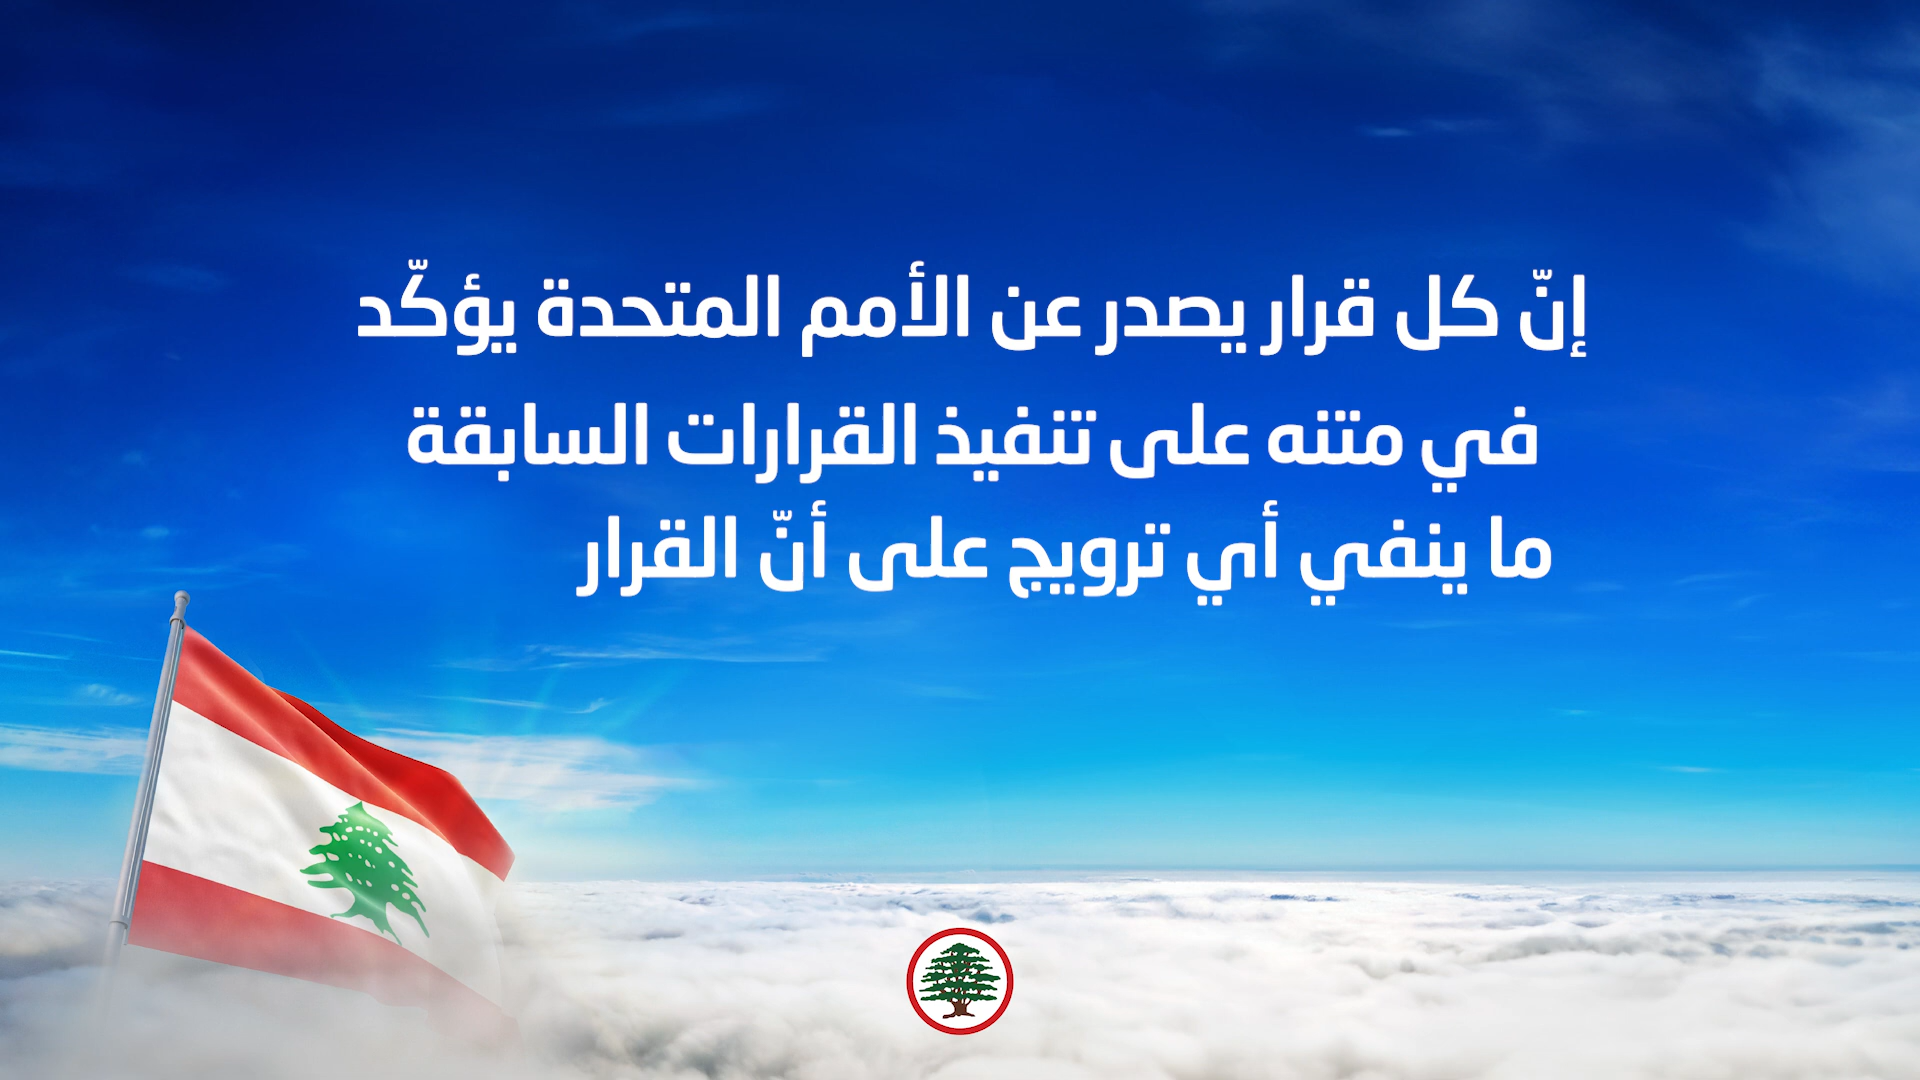 إنّ كل قرار يصدر عن الأمم المتحدة يؤكّد
في متنه على تنفيذ القرارات السابقة
ما ينفي أي ترويج على أنّ القرار